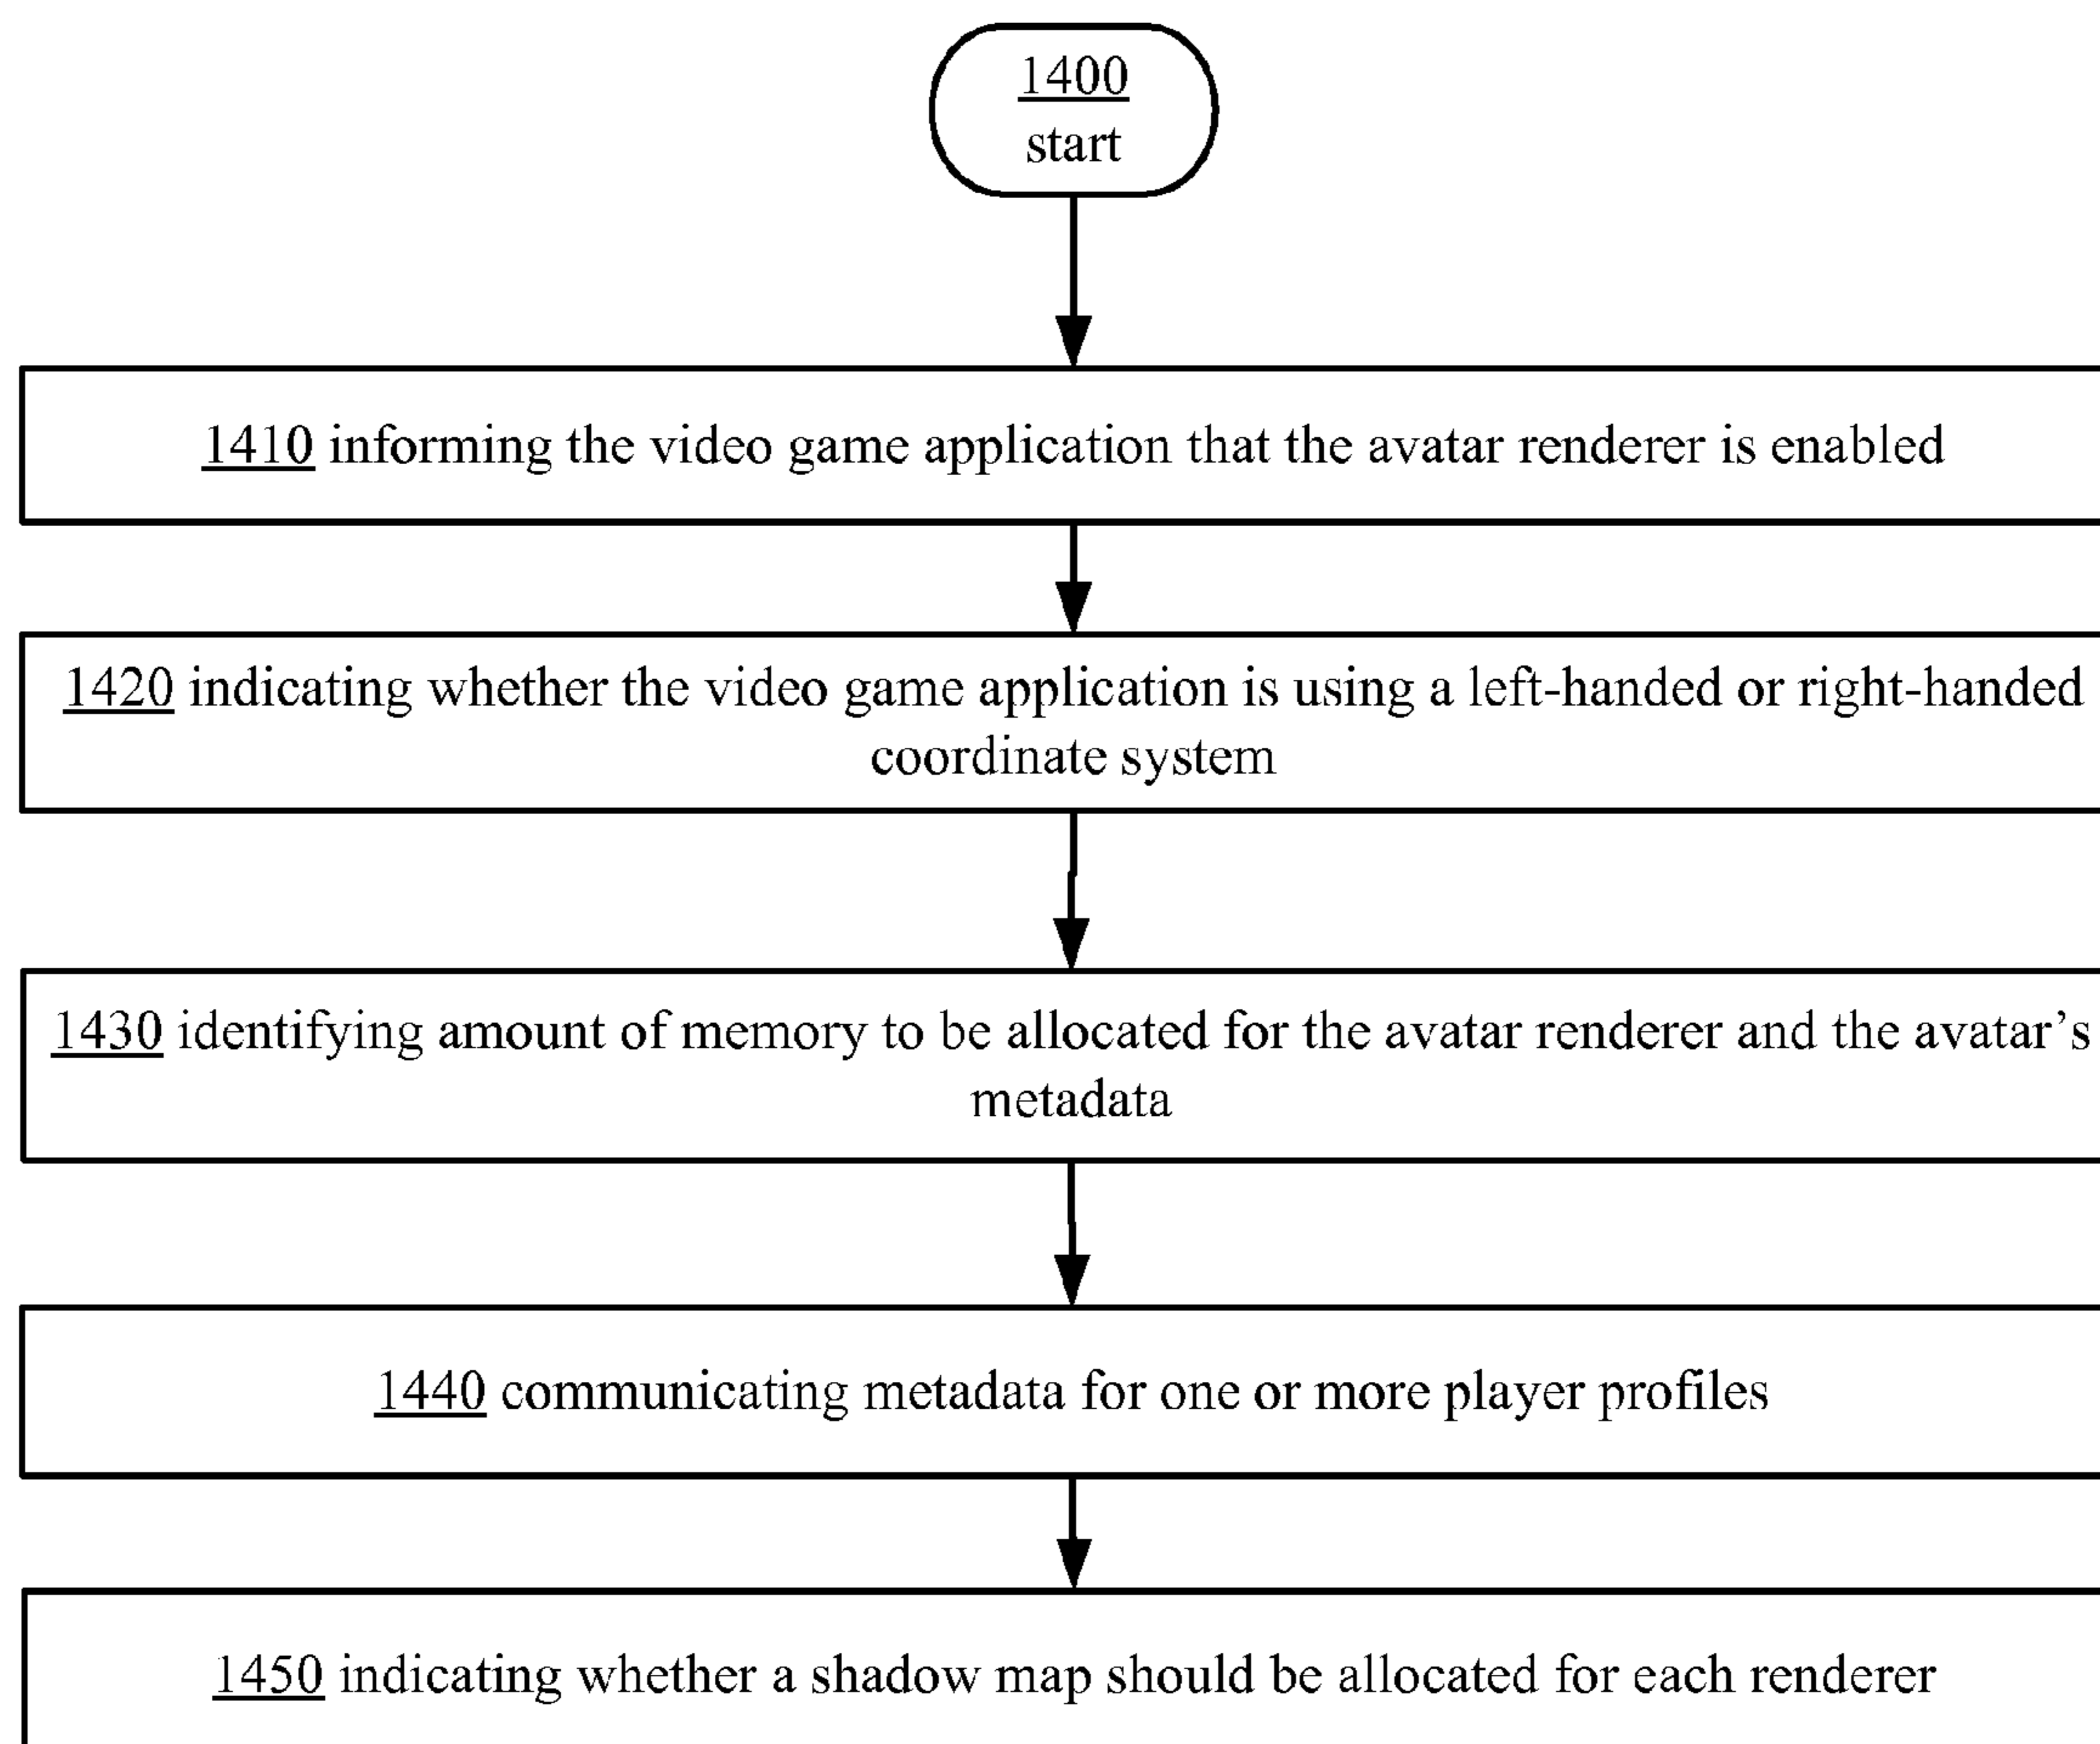 1400
start
1410 informing the video game application that the avatar renderer is enabled
1420 indicating whether the video game application is using a left-handed or right-handed
coordinate system
1430 identifying amount of memory to be allocated for the avatar renderer and the avatar’s
metadata
1440 communicating metadata for one or more player profiles
1450 indicating whether a shadow map should be allocated for each renderer